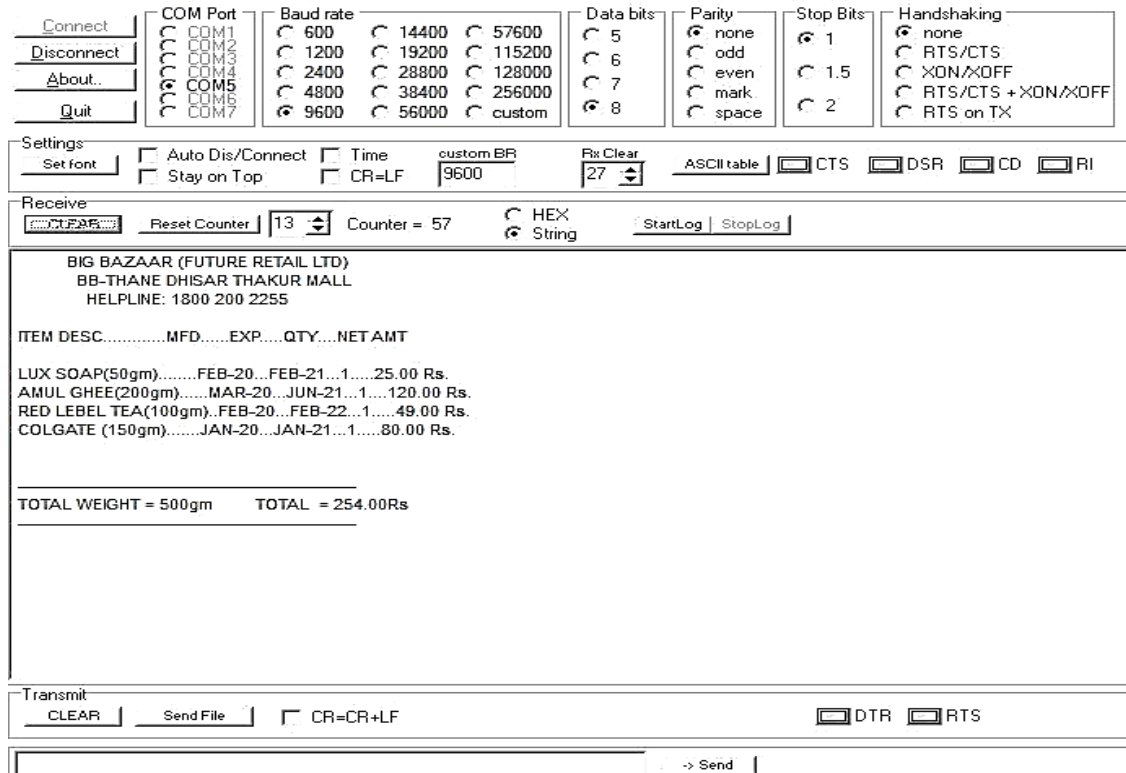 Connect
Disconnect
About..
Quit
COM Port
COM1
COM2
COM3
COM4
COM5
COM6
COM7
Baud rate
600 14400 57600
1200 19200 115200
2400 28800 128000
4800 38400 256000
9600 56000 custom
Data bits
5
6
7
8
Parity
none
odd
even
mark
space
Stop Bits
1
1.5
2
Handshaking
none
RTS/CTS
XON/XOFF
RTS/CTS + XON/XOFF
RTS on TX
Settings
Set font
Auto Dis/Connect Time
Stay on Top CR=LF
custom BR
9600
Rx Clear
27
ASCII table CTS DSR CD RI
Receive
CLEAR Reset Counter 13 Counter = 57
HEX
String
StartLog StopLog
BIG BAZAAR (FUTURE RETAIL LTD)
BB-THANE DHISAR THAKUR MALL
HELPLINE: 1800 200 2255
ITEM DESC............MFD......EXP.....QTY....NET AMT
LUX SOAP(50gm)........FEB-20...FEB-21...1.....25.00 Rs.
AMUL GHEE(200gm)......MAR-20...JUN-21...1....120.00 Rs.
RED LEBEL TEA(100gm)..FEB-20...FEB-22...1.....49.00 Rs.
COLGATE (150gm).......JAN-20...JAN-21...1.....80.00 Rs.
TOTAL WEIGHT = 500gm TOTAL = 254.00Rs
Transmit
CLEAR Send File CR=CR+LF DTR RTS
-> Send